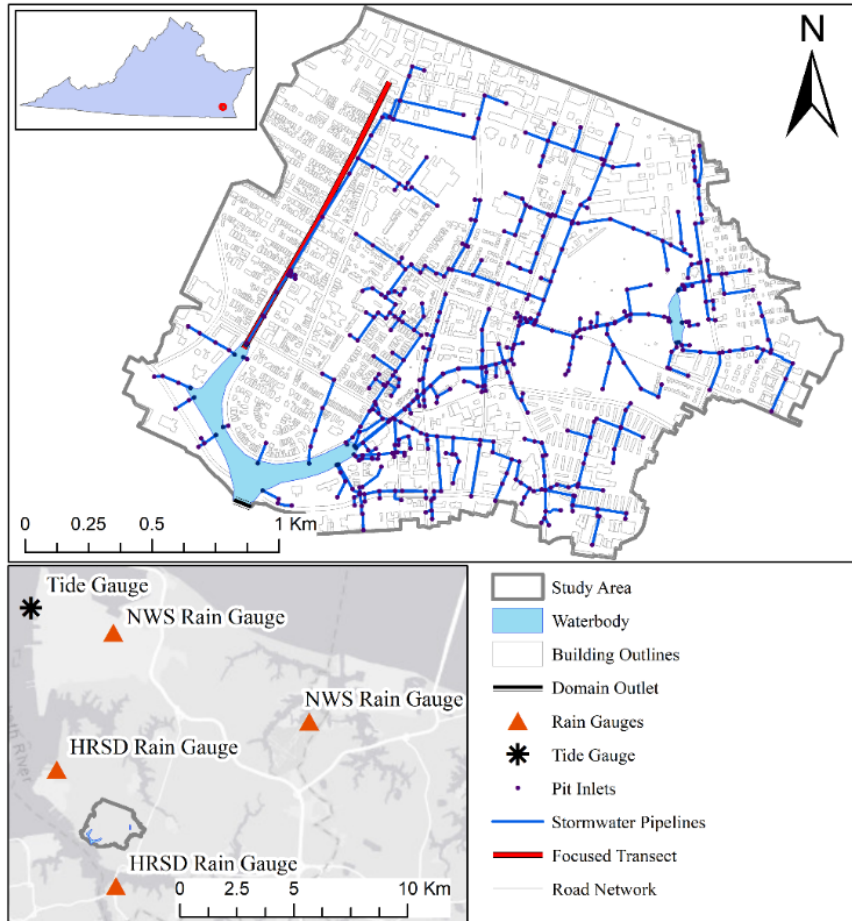 N
0 0.25 0.5 1 Km
Tide Gauge
NWS Rain Gauge
NWS Rain Gauge
HRSD Rain Gauge
HRSD Rain Gauge
0 2.5 5 10 Km
Study Area
Waterbody
Building Outlines
Domain Outlet
Rain Gauges
Tide Gauge
Pit Inlets
Stormwater Pipelines
Focused Transect
Road Network